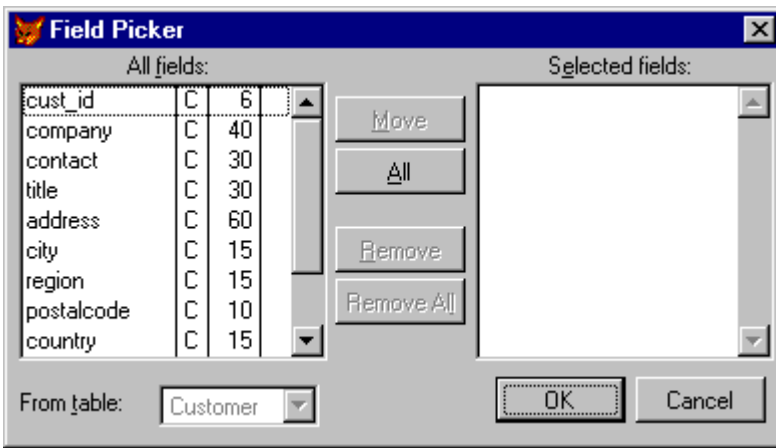 Field Picker
All fields:
Selected fields:
cust_id C 6
company C 40
contact C 30
title C 30
address C 60
city C 15
region C 15
postalcode C 10
country C 15
Move
All
Remove
Remove All
From table: Customer
OK Cancel